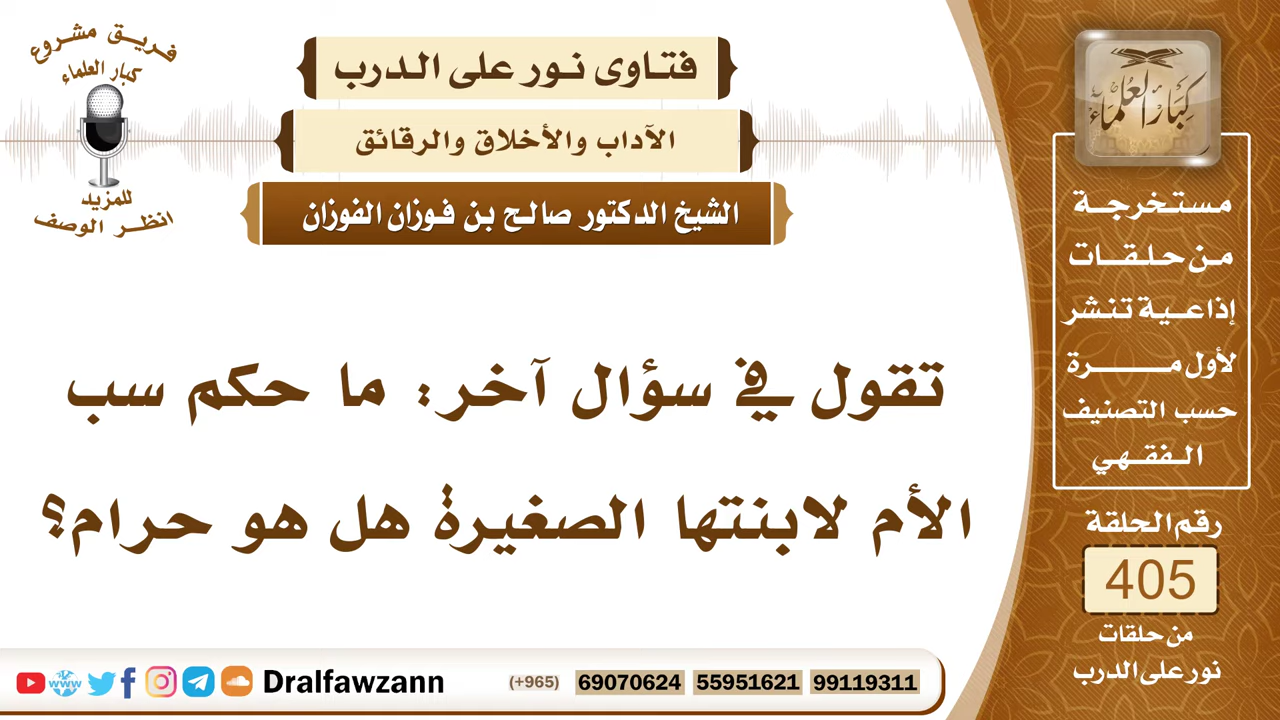 فريق مشروع
كبار العلماء
للمزيد
انظر الوصف
فتاوى نور على الدرب
الآداب والأخلاق والرقائق
الشيخ الدكتور صالح بن فوزان الفوزان
كبار العلماء
مستخرجة
من حلقات
إذاعية تنشر
لأول مرة
حسب التصنيف
الفقهي
رقم الحلقة
405
من حلقات
نور على الدرب
تقول في سؤال آخر: ما حكم سب
الأم لابنتها الصغيرة هل هو حرام؟
www Dralfawzann (+965) 69070624 55951621 99119311